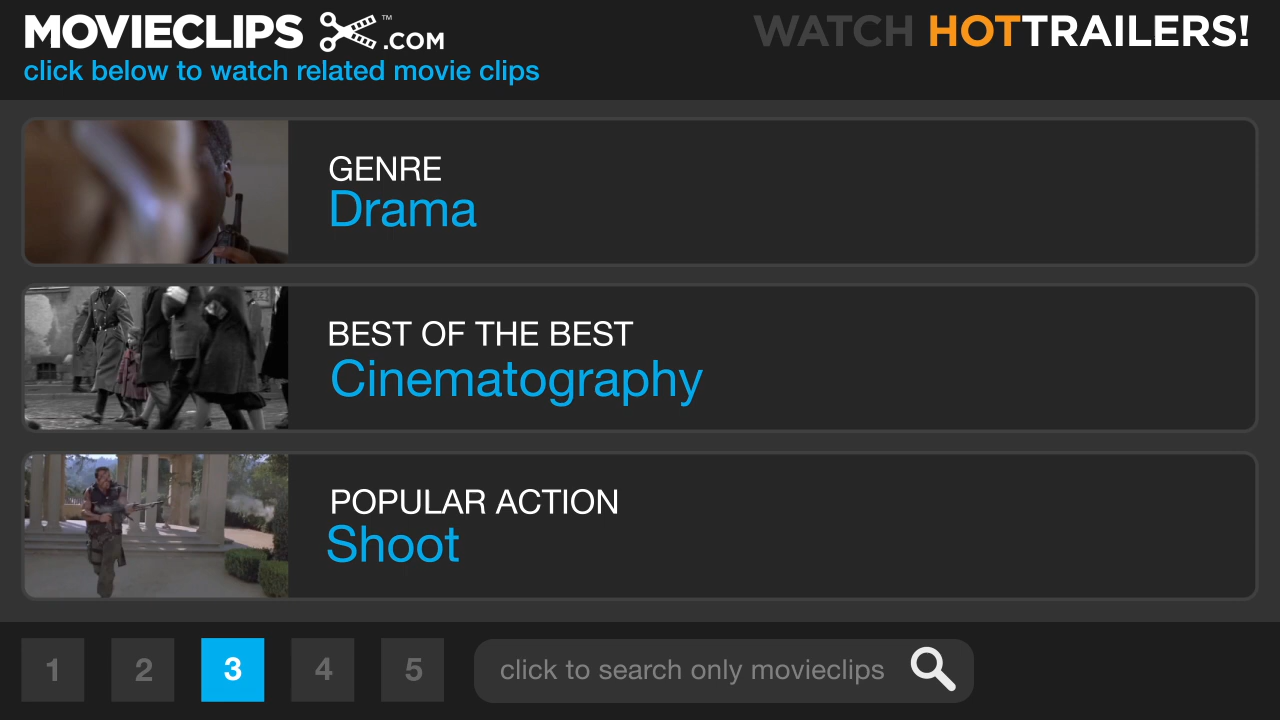 MOVIECLIPS ™ .COM
WATCH HOTTRAILERS!
click below to watch related movie clips
GENRE
Drama
BEST OF THE BEST
Cinematography
POPULAR ACTION
Shoot
1 2 3 4 5 click to search only movieclips